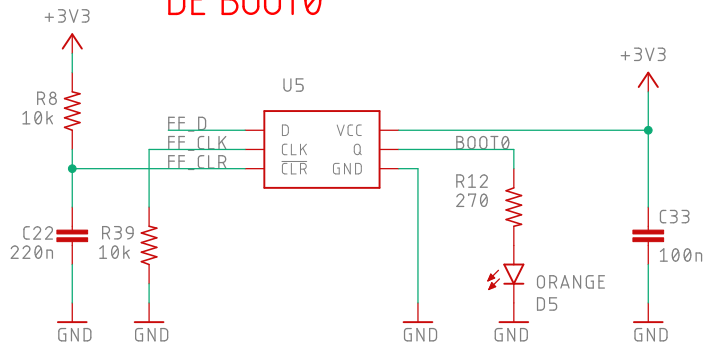 DE BOOT0
+3V3
+3V3
U5
R8
10k
FF_D
D
VCC
FF_CLK
CLK
Q
BOOT0
FF_CLR
CLR
GND
R12
270
C33
100n
C22
220n
R39
10k
ORANGE
D5
GND
GND
GND
GND
GND